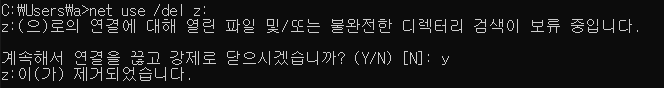 C:₩Users₩a>net use /del z:
z:(으)로의 연결에 대해 열린 파일 및/또는 불완전한 디렉터리 검색이 보류 중입니다.
계속해서 연결을 끊고 강제로 닫으시겠습니까? (Y/N) [N]: y
z:이(가) 제거되었습니다.